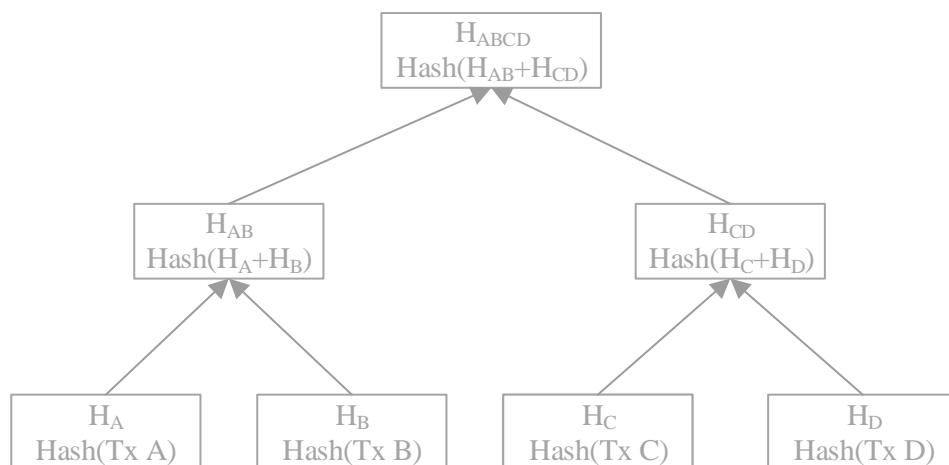 H_ABCD
Hash(H_AB+H_CD)
H_AB
Hash(H_A+H_B)
H_CD
Hash(H_C+H_D)
H_A
Hash(Tx A)
H_B
Hash(Tx B)
H_C
Hash(Tx C)
H_D
Hash(Tx D)